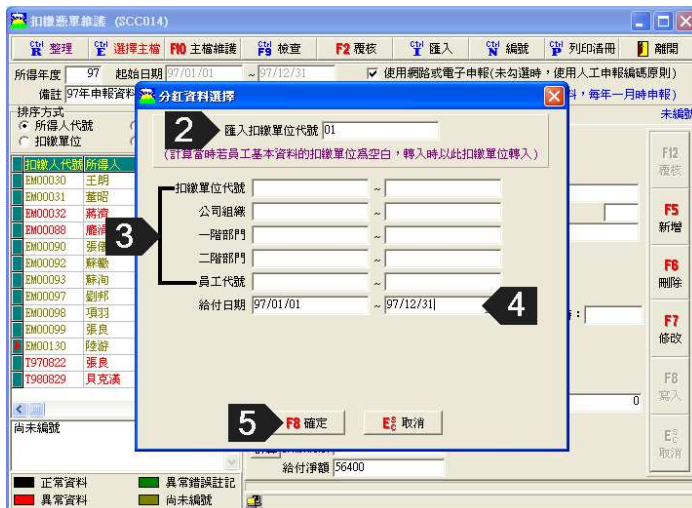 扣繳憑單維護 (SCC014)
Ctrl R 整理 Ctrl E 選擇主檔 F10 主檔維護 Ctrl F9 檢查 F2 覆核 Ctrl I 匯入 Ctrl N 編號 Ctrl P 列印清冊 離開
所得年度 97 起始日期 97/01/01 ~ 97/12/31 使用網路或電子申報(未勾選時,使用人工申報編碼原則)
備註 97年申報資料 分紅資料選擇 料,每年一月時申報)
排序方式 未編號
所得人代號
扣繳單位
2 匯入扣繳單位代號 01
(計算當時若員工基本資料的扣繳單位為空白,轉入時以此扣繳單位轉入)
扣繳人代號 所得人
EM00030 王朗
EM00031 董昭
EM00032 蔣濟
EM00088
EM00090
EM00092
EM00093 蘇洵
EM00097 劉邦
EM00098 項羽
EM00099 張良
EM00130 陸游
T970822 張良
T980829 貝克漢
3
扣繳單位代號 ~
公司組織 ~
一階部門 ~
二階部門 ~
員工代號 ~
給付日期 97/01/01 ~ 97/12/31 4
5 F8 確定 Esc 取消
F12 覆核
F5 新增
F6 刪除
F7 修改
F8 寫入
Esc 取消
0
尚未編號
給付淨額 56400
正常資料 異常錯誤註記
異常資料 尚未編號